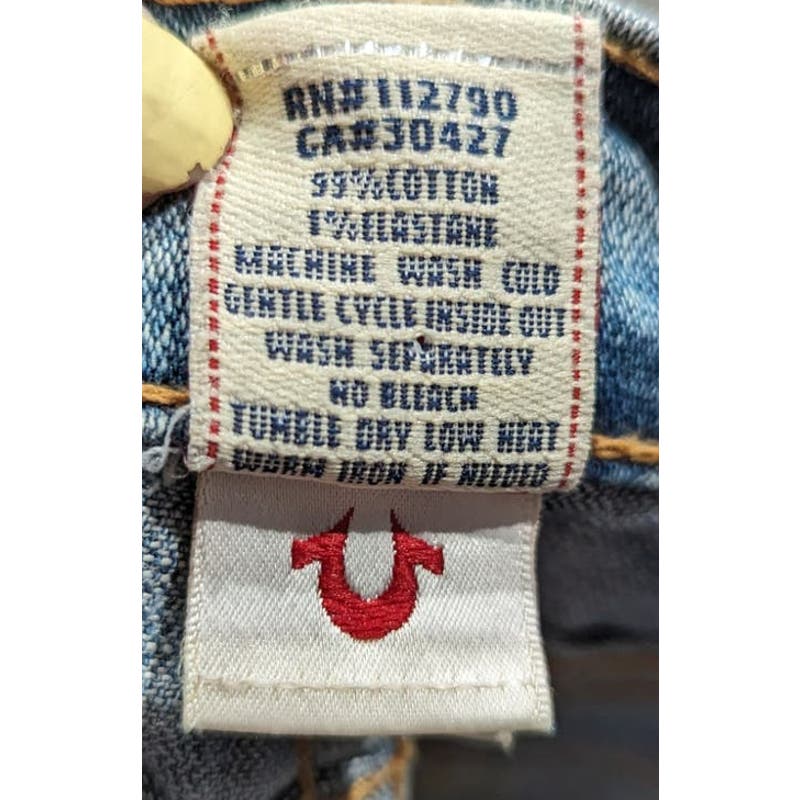 RN#112790
CA#30427
99%COTTON
1%ELASTANE
MACHINE WASH COLD
GENTLE CYCLE INSIDE OUT
WASH SEPARATELY
NO BLEACH
TUMBLE DRY LOW HEAT
WARM IRON IF NEEDED